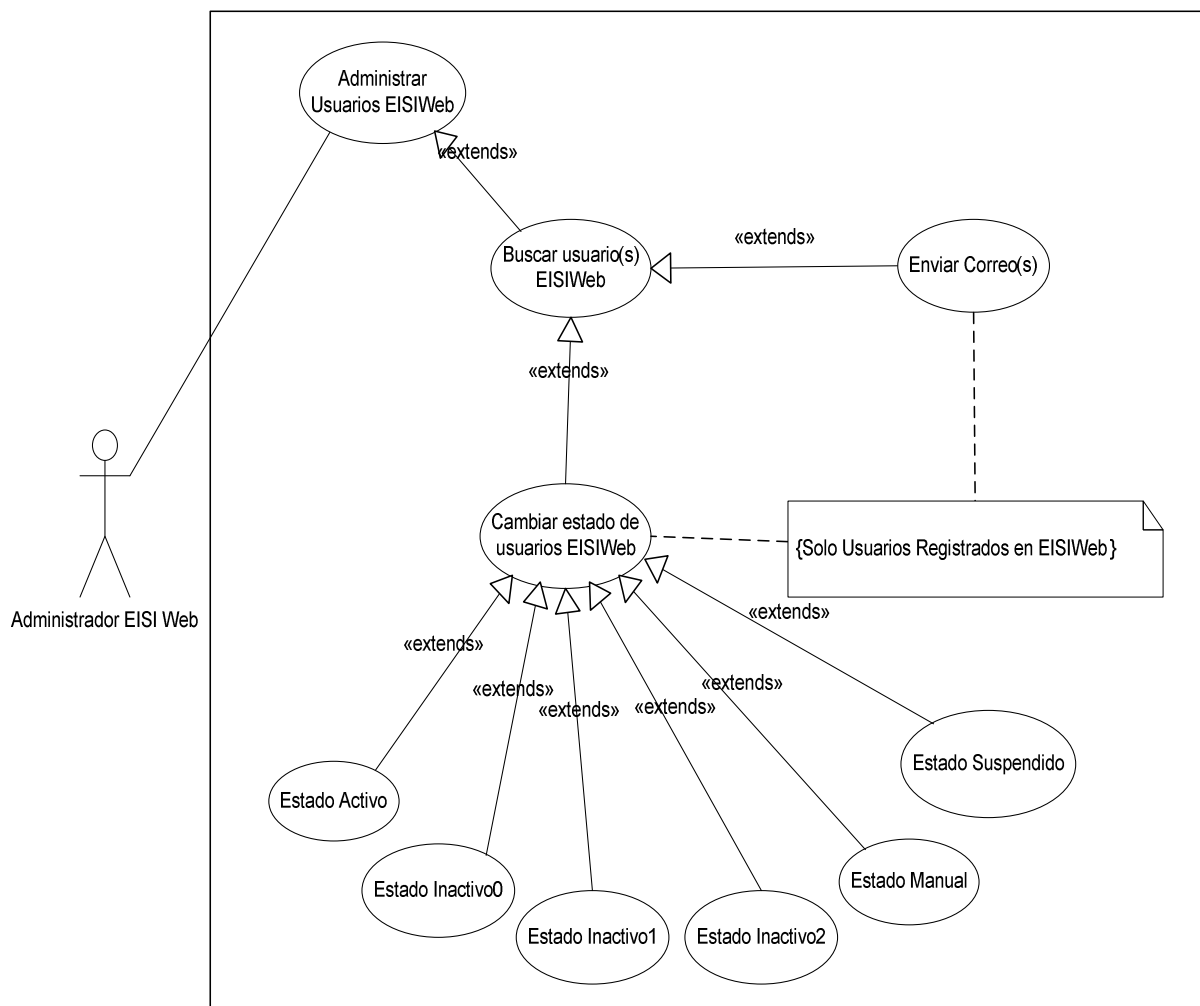 Administrar
Usuarios EISIWeb
«extends»
Buscar usuario(s)
EISIWeb
«extends»
Enviar Correo(s)
«extends»
Cambiar estado de
usuarios EISIWeb
{Solo Usuarios Registrados en EISIWeb}
Administrador EISI Web
«extends»
«extends»
«extends»
«extends»
«extends»
«extends»
Estado Suspendido
Estado Activo
Estado Inactivo0
Estado Manual
Estado Inactivo1
Estado Inactivo2